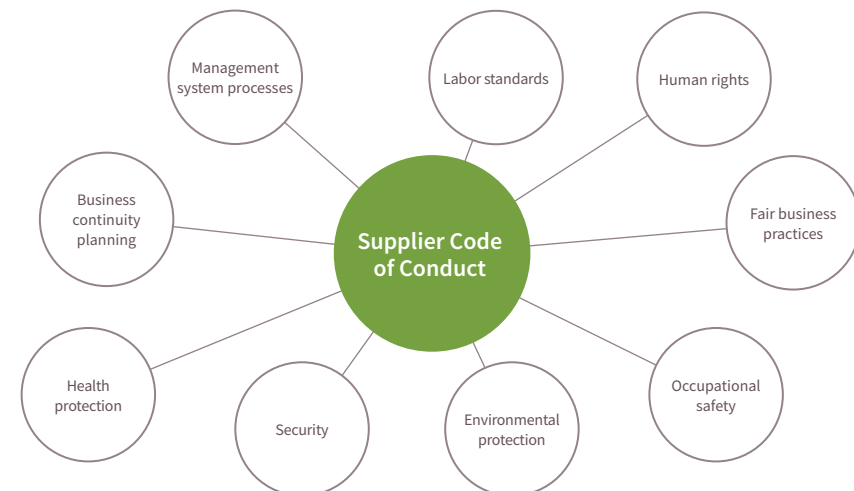 Management
system processes
Labor standards
Human rights
Business
continuity
planning
Fair business
practices
Supplier Code
of Conduct
Health
protection
Security
Environmental
protection
Occupational
safety